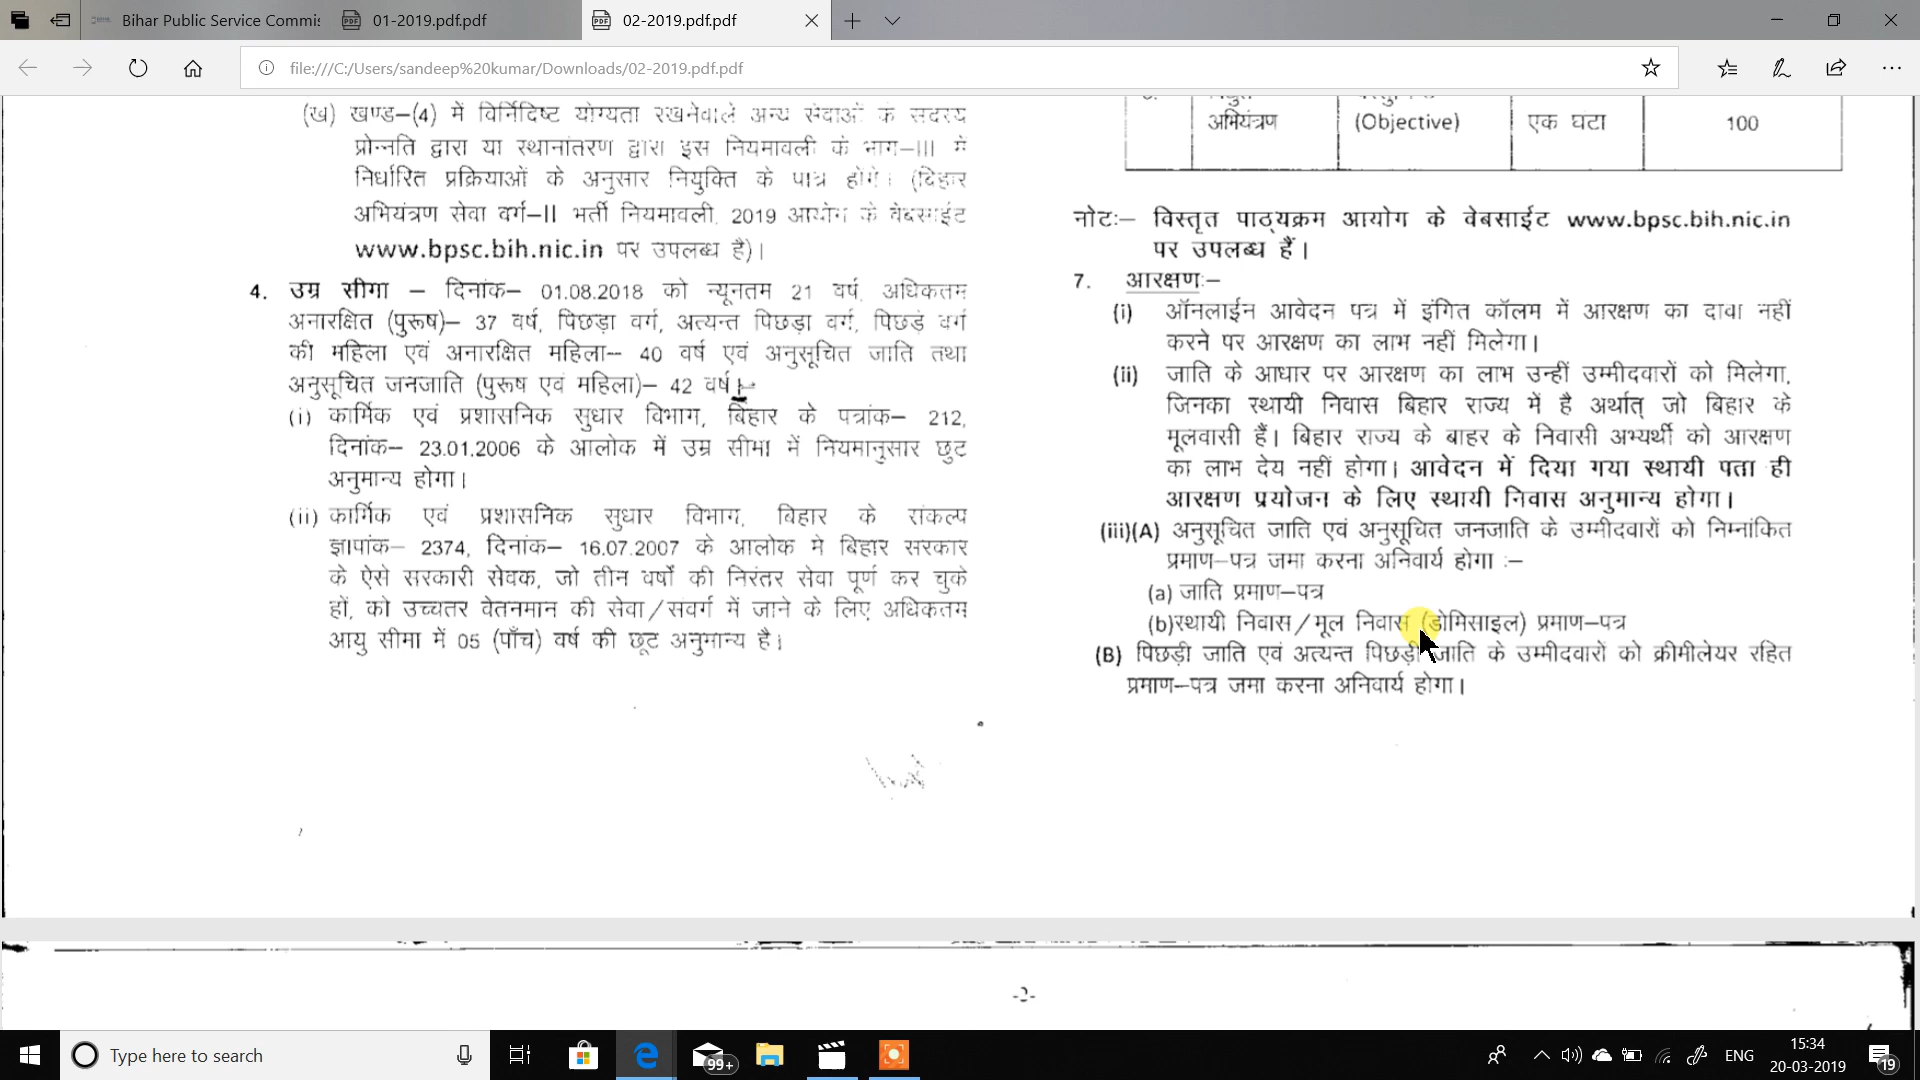 Bihar Public Service Commis
01-2019.pdf.pdf
02-2019.pdf.pdf
file:///C:/Users/sandeep%20kumar/Downloads/02-2019.pdf.pdf
(ख) खण्ड–(4) में विर्निदिष्ट योग्यता रखनेवाले अन्य सेवाओं के सदस्य
प्रोन्नति द्वारा या स्थानांतरण द्वारा इस नियमावली के भाग–III में
निर्धारित प्रक्रियाओं के अनुसार नियुक्ति के पात्र होंगे। (बिहार
अभियंत्रण सेवा वर्ग–II भर्ती नियमावली, 2019 आयोग के वेबसाईट
www.bpsc.bih.nic.in पर उपलब्ध है)।
4. उम्र सीमा – दिनांक– 01.08.2018 को न्यूनतम 21 वर्ष, अधिकतम
अनारक्षित (पुरूष)– 37 वर्ष, पिछड़ा वर्ग, अत्यन्त पिछड़ा वर्ग, पिछड़े वर्ग
की महिला एवं अनारक्षित महिला– 40 वर्ष एवं अनुसूचित जाति तथा
अनुसूचित जनजाति (पुरूष एवं महिला)– 42 वर्ष।–
(i) कार्मिक एवं प्रशासनिक सुधार विभाग, बिहार के पत्रांक– 212,
दिनांक– 23.01.2006 के आलोक में उम्र सीमा में नियमानुसार छुट
अनुमान्य होगा।
(ii) कार्मिक एवं प्रशासनिक सुधार विभाग, बिहार के संकल्प
ज्ञापांक– 2374, दिनांक– 16.07.2007 के आलोक मे बिहार सरकार
के ऐसे सरकारी सेवक, जो तीन वर्षों की निरंतर सेवा पूर्ण कर चुके
हों, को उच्चतर वेतनमान की सेवा/सवर्ग में जाने के लिए अधिकतम
आयु सीमा में 05 (पाँच) वर्ष की छूट अनुमान्य है।
अभियंत्रण (Objective) एक घंटा 100
नोटः– विस्तृत पाठ्यक्रम आयोग के वेबसाईट www.bpsc.bih.nic.in
पर उपलब्ध हैं।
7. आरक्षणः–
(i) ऑनलाईन आवेदन पत्र में इंगित कॉलम में आरक्षण का दावा नहीं
करने पर आरक्षण का लाभ नहीं मिलेगा।
(ii) जाति के आधार पर आरक्षण का लाभ उन्हीं उम्मीदवारों को मिलेगा,
जिनका स्थायी निवास बिहार राज्य में है अर्थात् जो बिहार के
मूलवासी हैं। बिहार राज्य के बाहर के निवासी अभ्यर्थी को आरक्षण
का लाभ देय नहीं होगा। आवेदन में दिया गया स्थायी पता ही
आरक्षण प्रयोजन के लिए स्थायी निवास अनुमान्य होगा।
(iii)(A) अनुसूचित जाति एवं अनुसूचित जनजाति के उम्मीदवारों को निम्नांकित
प्रमाण–पत्र जमा करना अनिवार्य होगा :–
(a) जाति प्रमाण–पत्र
(b)स्थायी निवास/मूल निवास (डोमिसाइल) प्रमाण–पत्र
(B) पिछड़ी जाति एवं अत्यन्त पिछड़ी जाति के उम्मीदवारों को क्रीमीलेयर रहित
प्रमाण–पत्र जमा करना अनिवार्य होगा।
-2-
Type here to search
99+
ENG
15:34
20-03-2019
19